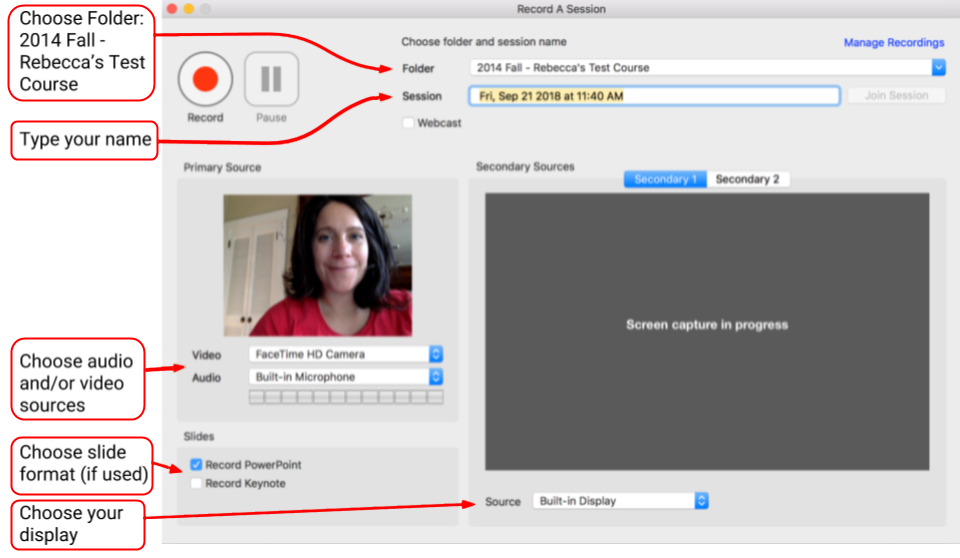 Record A Session
Choose Folder:
2014 Fall -
Rebecca's Test
Course
Choose folder and session name
Manage Recordings
Folder
2014 Fall - Rebecca's Test Course
Session
Fri, Sep 21 2018 at 11:40 AM
Join Session
Record
Pause
Webcast
Type your name
Primary Source
Secondary Sources
Secondary 1
Secondary 2
Screen capture in progress
Choose audio
and/or video
sources
Video
FaceTime HD Camera
Audio
Built-in Microphone
Slides
Choose slide
format (if used)
Record PowerPoint
Record Keynote
Choose your
display
Source
Built-in Display